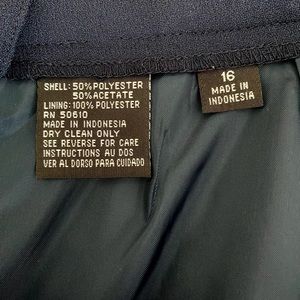 SHELL: 50% POLYESTER
50% ACETATE
LINING: 100% POLYESTER
RN 50610
MADE IN INDONESIA
DRY CLEAN ONLY
SEE REVERSE FOR CARE
INSTRUCTIONS AU DOS
VER AL DORSO PARA CUIDADO
16
MADE IN
INDONESIA